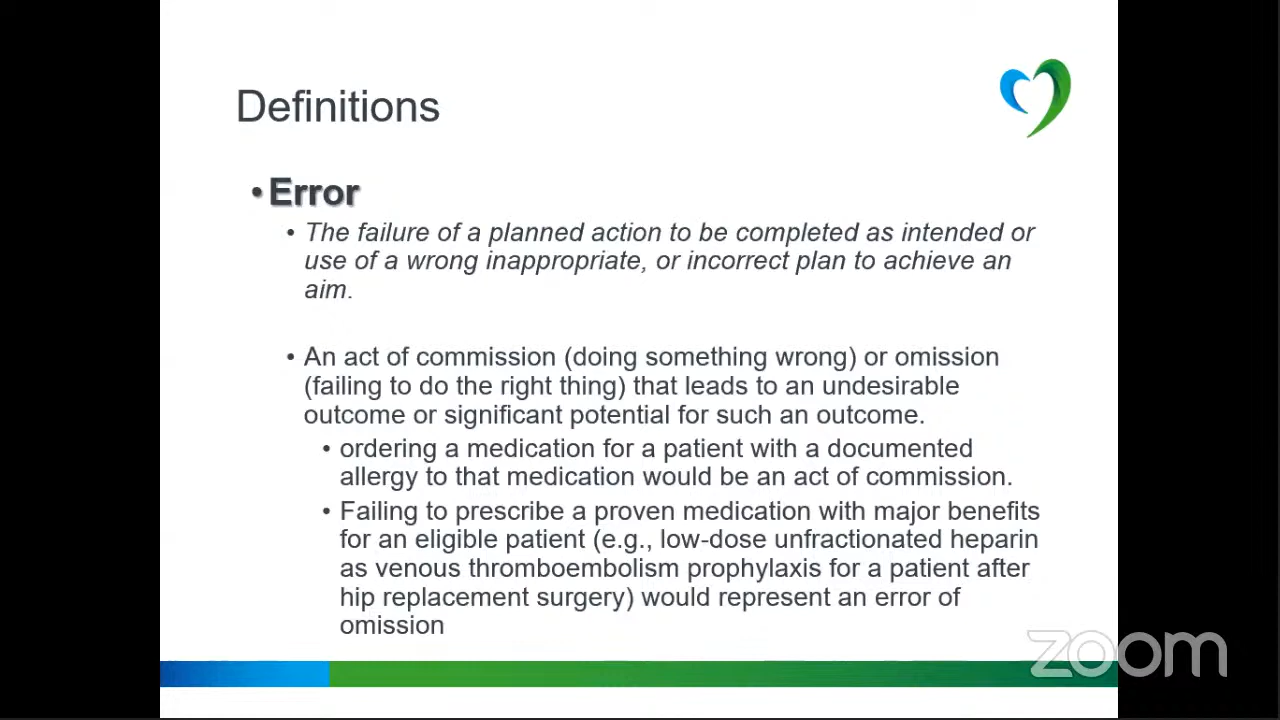 Definitions
• Error
• The failure of a planned action to be completed as intended or
use of a wrong inappropriate, or incorrect plan to achieve an
aim.
• An act of commission (doing something wrong) or omission
(failing to do the right thing) that leads to an undesirable
outcome or significant potential for such an outcome.
• ordering a medication for a patient with a documented
allergy to that medication would be an act of commission.
• Failing to prescribe a proven medication with major benefits
for an eligible patient (e.g., low-dose unfractionated heparin
as venous thromboembolism prophylaxis for a patient after
hip replacement surgery) would represent an error of
omission
zoom